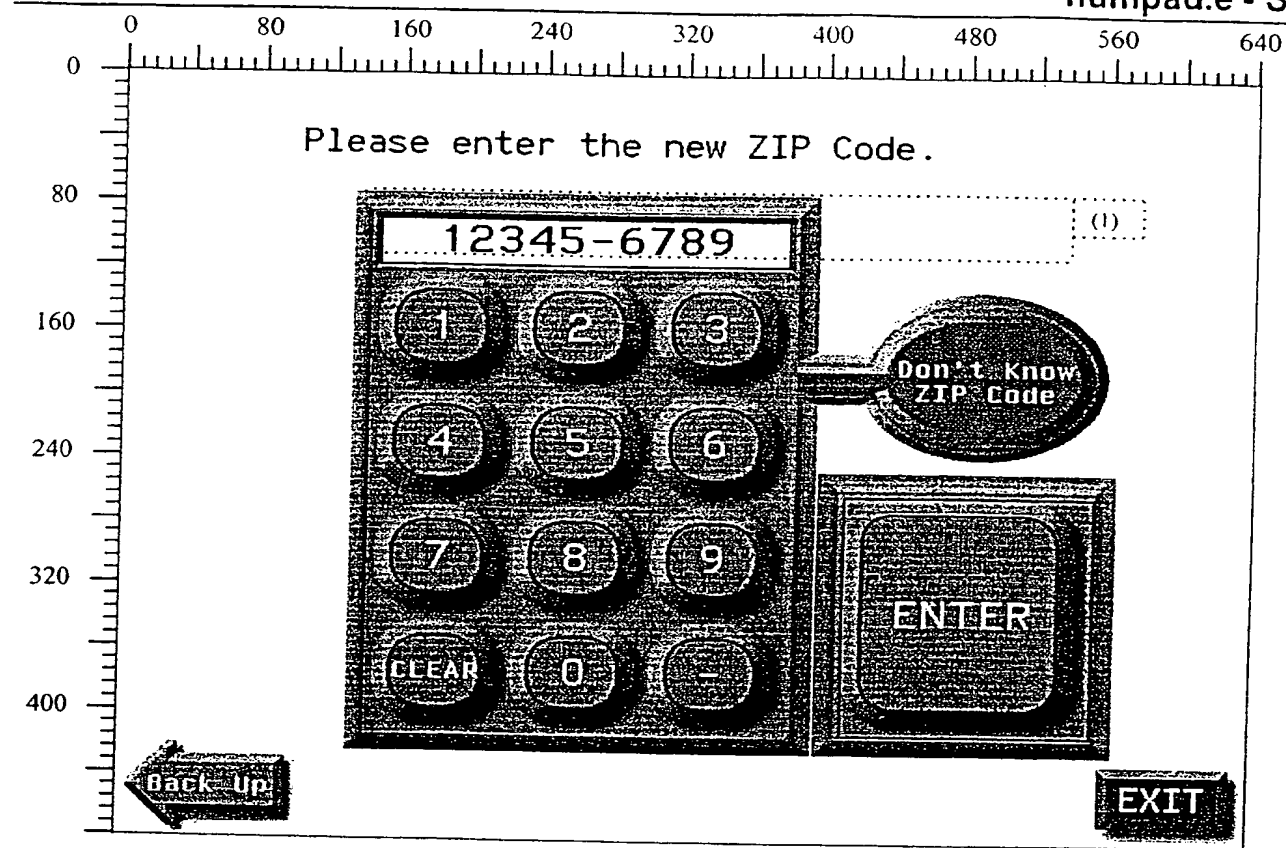 numpad.e - S
0 80 160 240 320 400 480 560 640
0
Please enter the new ZIP Code.
80
(1)
12345-6789
1 2 3
160
Don't Know
ZIP Code
4 5 6
240
7 8 9
320
ENTER
CLEAR 0 -
400
Back Up
EXIT